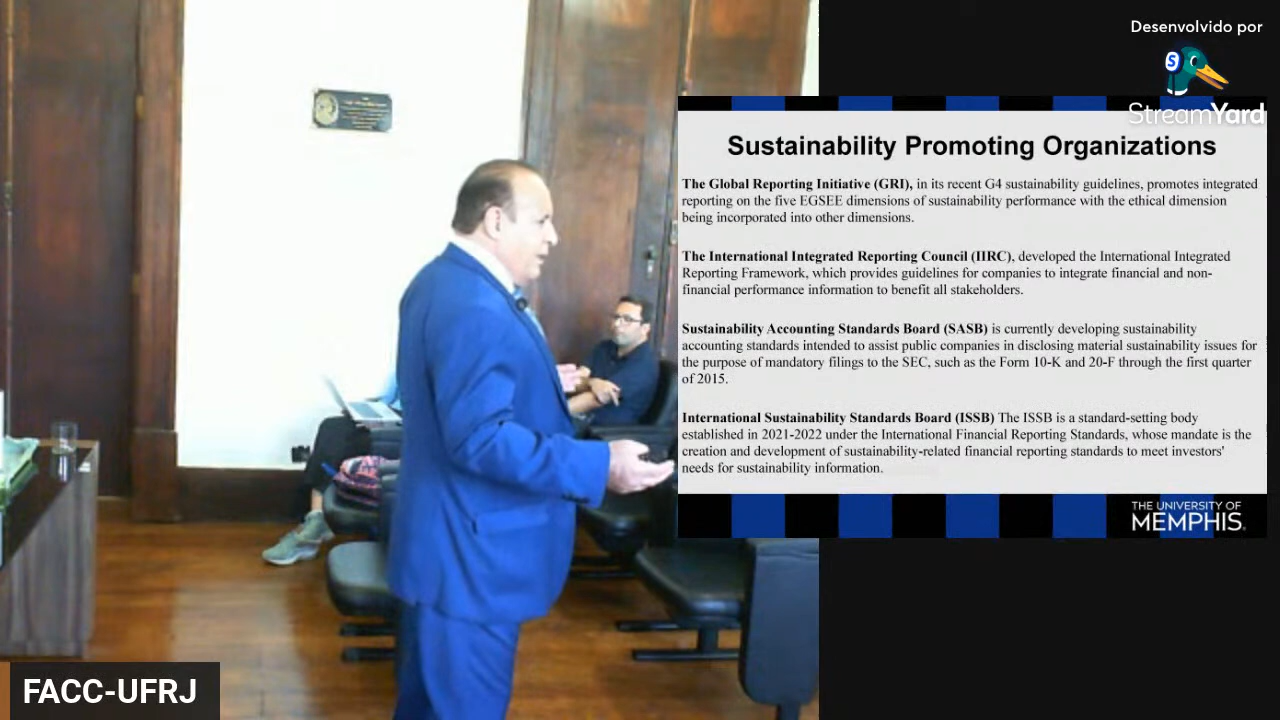 Desenvolvido por
StreamYard
Sustainability Promoting Organizations
The Global Reporting Initiative (GRI), in its recent G4 sustainability guidelines, promotes integrated
reporting on the five EGSEE dimensions of sustainability performance with the ethical dimension
being incorporated into other dimensions.
The International Integrated Reporting Council (IIRC), developed the International Integrated
Reporting Framework, which provides guidelines for companies to integrate financial and non-
financial performance information to benefit all stakeholders.
Sustainability Accounting Standards Board (SASB) is currently developing sustainability
accounting standards intended to assist public companies in disclosing material sustainability issues for
the purpose of mandatory filings to the SEC, such as the Form 10-K and 20-F through the first quarter
of 2015.
International Sustainability Standards Board (ISSB) The ISSB is a standard-setting body
established in 2021-2022 under the International Financial Reporting Standards, whose mandate is the
creation and development of sustainability-related financial reporting standards to meet investors'
needs for sustainability information.
THE UNIVERSITY OF
MEMPHIS.
FACC-UFRJ